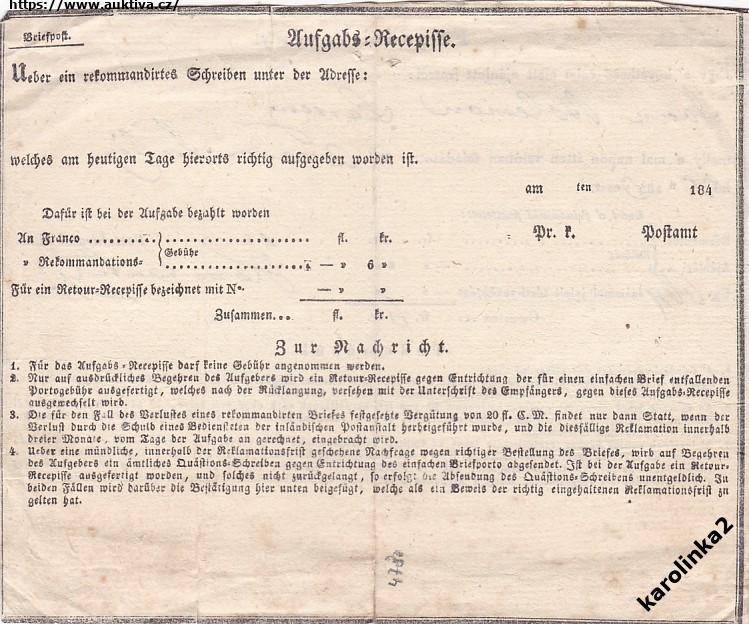 https://www.auktiva.cz/
Briefpost.
Aufgabs-Recepisse.
Ueber ein rekommandirtes Schreiben unter der Adresse:
welches am heutigen Tage hierorts richtig aufgegeben worden ist.
am ten 184
Dafür ist bei der Aufgabe bezahlt worden
An Franco .......... Gebühr .................... fl. kr.
Pr. k. Postamt
» Rekommandations- .................... — » 6 »
Für ein Retour-Recepisse bezeichnet mit No. — » »
Zusammen... fl. kr.
Zur Nachricht.
1. Für das Aufgabs-Recepisse darf keine Gebühr angenommen werden.
2. Nur auf ausdrückliches Begehren des Aufgebers wird ein Retour-Recepisse gegen Entrichtung der für einen einfachen Brief entfallenden
Portogebühr ausgefertigt, welches nach der Rücklangung, versehen mit der Unterschrift des Empfängers, gegen dieses Aufgabs-Recepisse
ausgewechselt wird.
3. Die für den Fall des Verlustes eines rekommandirten Briefes festgesetzte Vergütung von 20 fl. C. M. findet nur dann Statt, wenn der
Verlust durch die Schuld eines Bediensteten der inländischen Postanstalt herbeigeführt wurde, und die diesfällige Reklamation innerhalb
dreier Monate, vom Tage der Aufgabe an gerechnet, eingebracht wird.
4. Ueber eine mündliche, innerhalb der Reklamationsfrist geschehene Nachfrage wegen richtiger Bestellung des Briefes, wird auf Begehren
des Aufgebers ein ämtliches Quästions-Schreiben gegen Entrichtung des einfachen Briefporto abgesendet. Ist bei der Aufgabe ein Retour-
Recepisse ausgefertigt worden, und solches nicht zurückgelangt, so erfolgt die Absendung des Quästions-Schreibens unentgeldlich. In
beiden Fällen wird darüber die Bestätigung hier unten beigefügt, welche als ein Beweis der richtig eingehaltenen Reklamationsfrist zu
gelten hat.
karolinka2